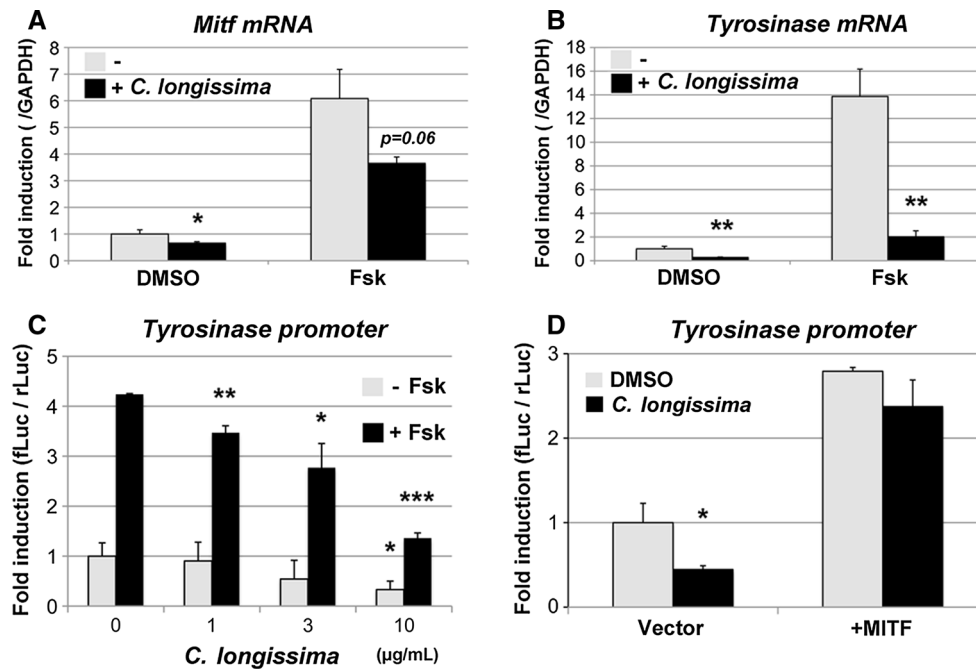 A
Mitf mRNA
Fold induction ( /GAPDH)
8
7
6
5
4
3
2
1
0
-
+ C. longissima
*
p=0.06
DMSO
Fsk
B
Tyrosinase mRNA
Fold induction ( /GAPDH)
18
16
14
12
10
8
6
4
2
0
-
+ C. longissima
**
**
DMSO
Fsk
C
Tyrosinase promoter
Fold induction (fLuc / rLuc)
5
4
3
2
1
0
- Fsk
+ Fsk
**
*
*
***
0
1
3
10
C. longissima
(µg/mL)
D
Tyrosinase promoter
Fold induction (fLuc / rLuc)
3
2
1
0
DMSO
C. longissima
*
Vector
+MITF